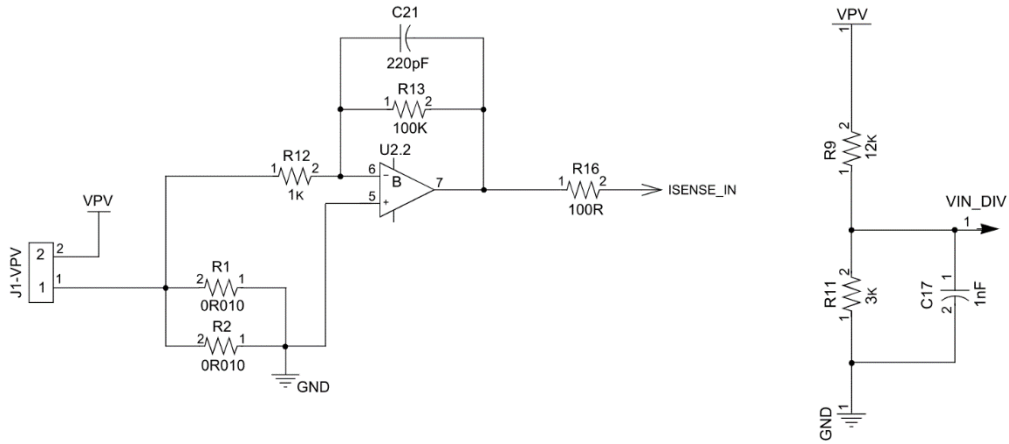 C21
220pF
1 R13 2
100K
U2.2
1 R12 2
1K
6 - B 7
5 +
1 R16 2
100R
ISENSE_IN
VPV
J1-VPV
2 2
1 1
2 R1 1
0R010
2 R2 1
0R010
GND
VPV
1
2
R9 12K
1
VIN_DIV
1
2
R11 3K
1
1
C17 1nF
2
1
GND